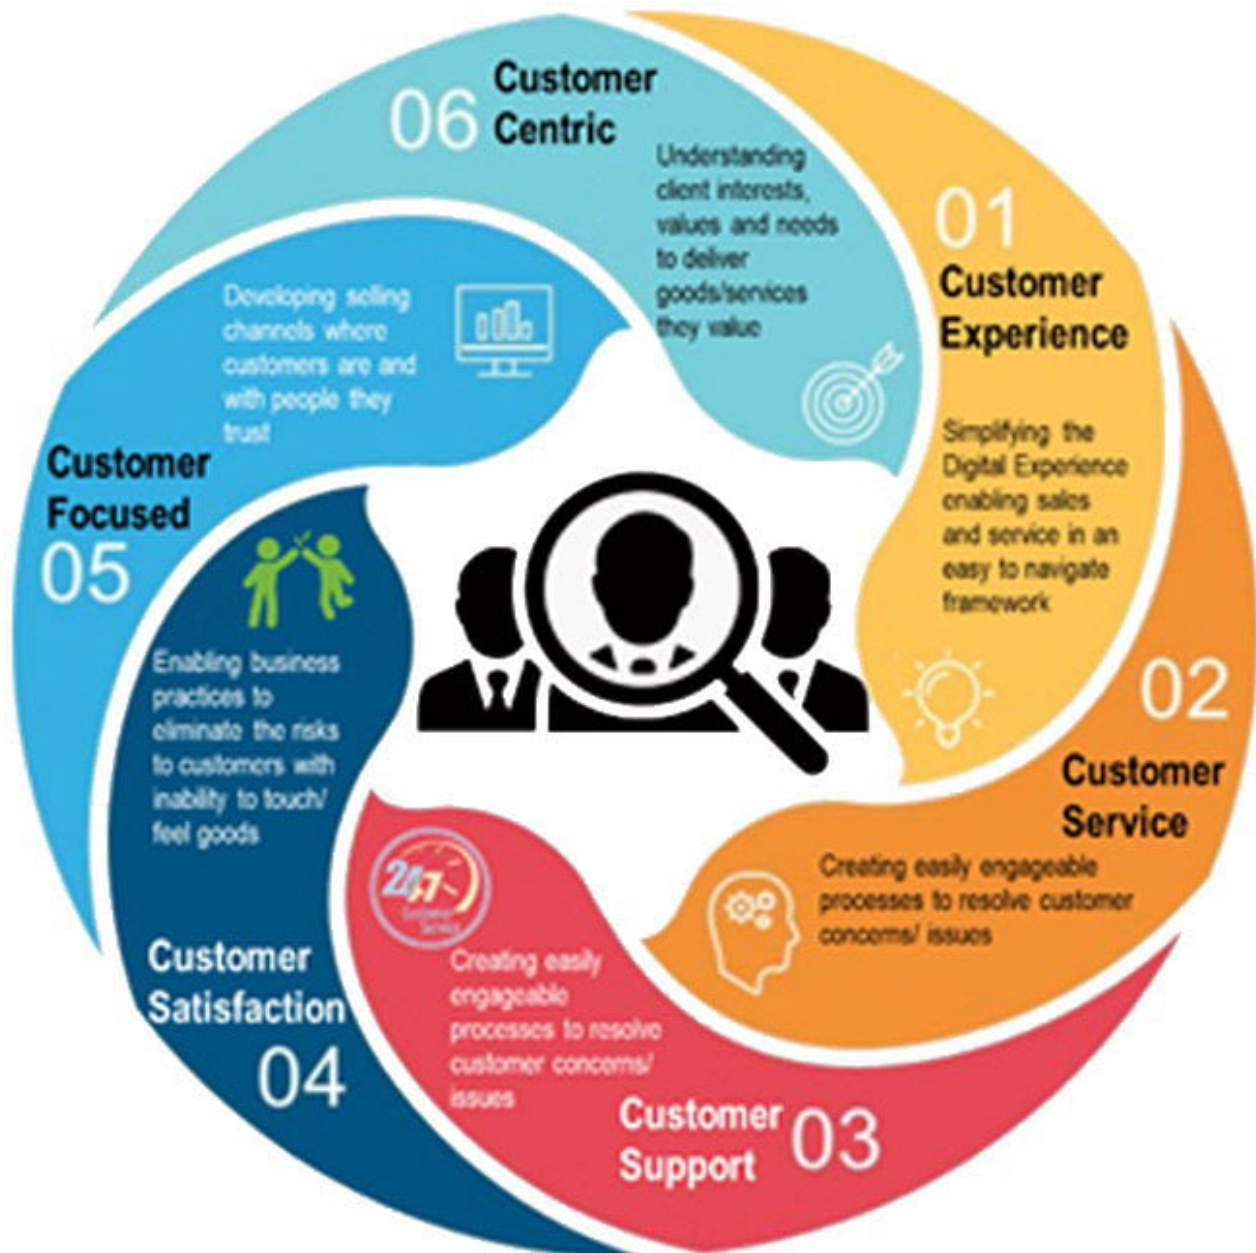 01
Customer
Experience
Simplifying the
Digital Experience
enabling sales
and service in an
easy to navigate
framework
02
Customer
Service
Creating easily engageable
processes to resolve customer
concerns/ issues
24/7
Customer
Service
Creating easily
engageable
processes to resolve
customer concerns/
issues
Customer
Support
03
Enabling business
practices to
eliminate the risks
to customers with
inability to touch/
feel goods
Customer
Satisfaction
04
Developing selling
channels where
customers are and
with people they
trust
Customer
Focused
05
06
Customer
Centric
Understanding
client interests,
values and needs
to deliver
goods/services
they value